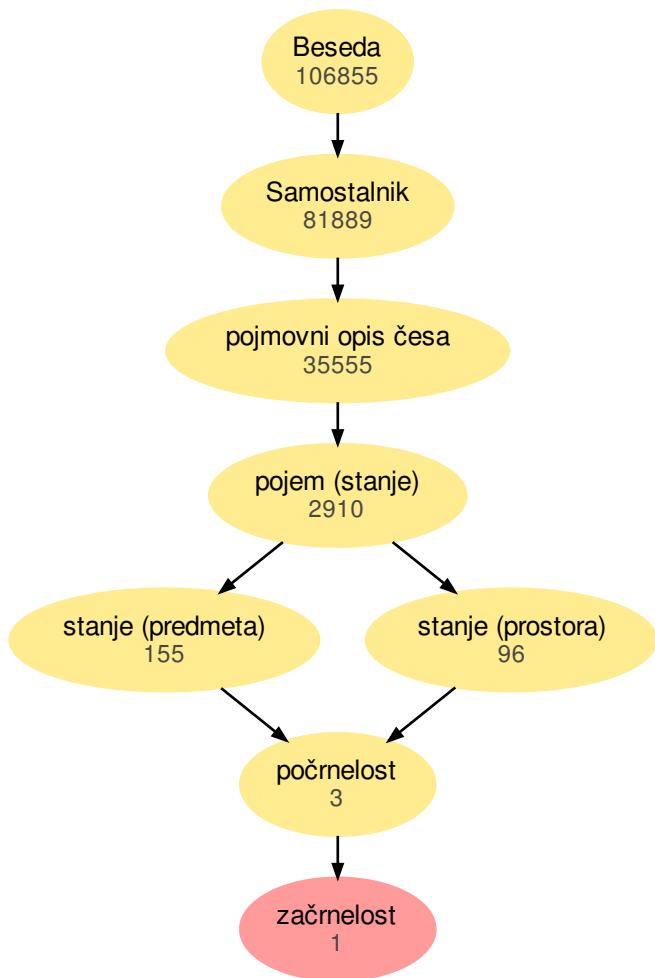 Beseda
106855
Samostalnik
81889
pojmovni opis česa
35555
pojem (stanje)
2910
stanje (predmeta)
155
stanje (prostora)
96
počrnelost
3
začrnelost
1